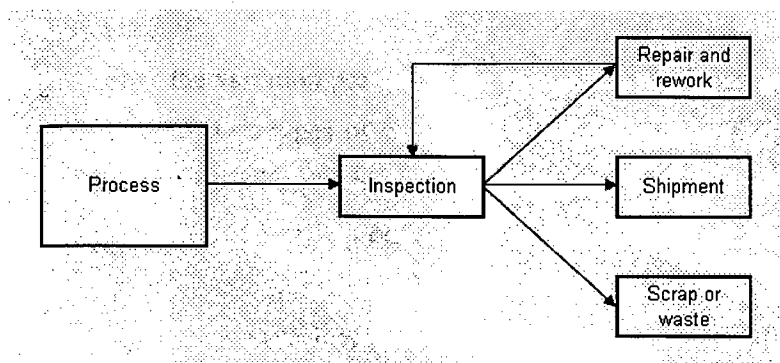 Repair and
rework
Process
Inspection
Shipment
Scrap or
waste